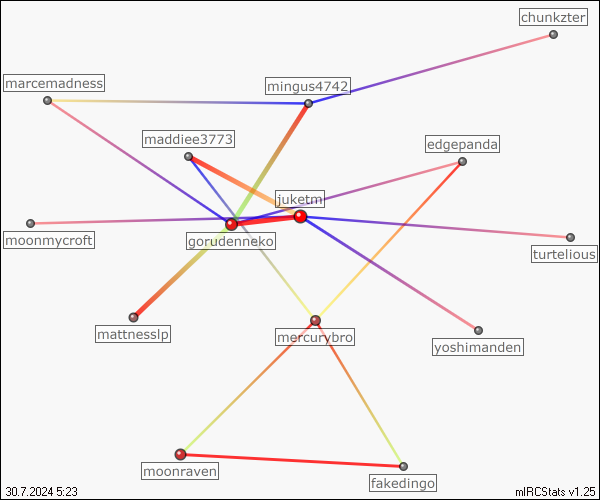 chunkzter
marcemadness
mingus4742
maddiee3773
edgepanda
juketm
moonmycroft
gorudenneko
turtelious
mattnesslp
mercurybro
yoshimanden
moonraven
fakedingo
30.7.2024 5:23
mIRCStats v1.25